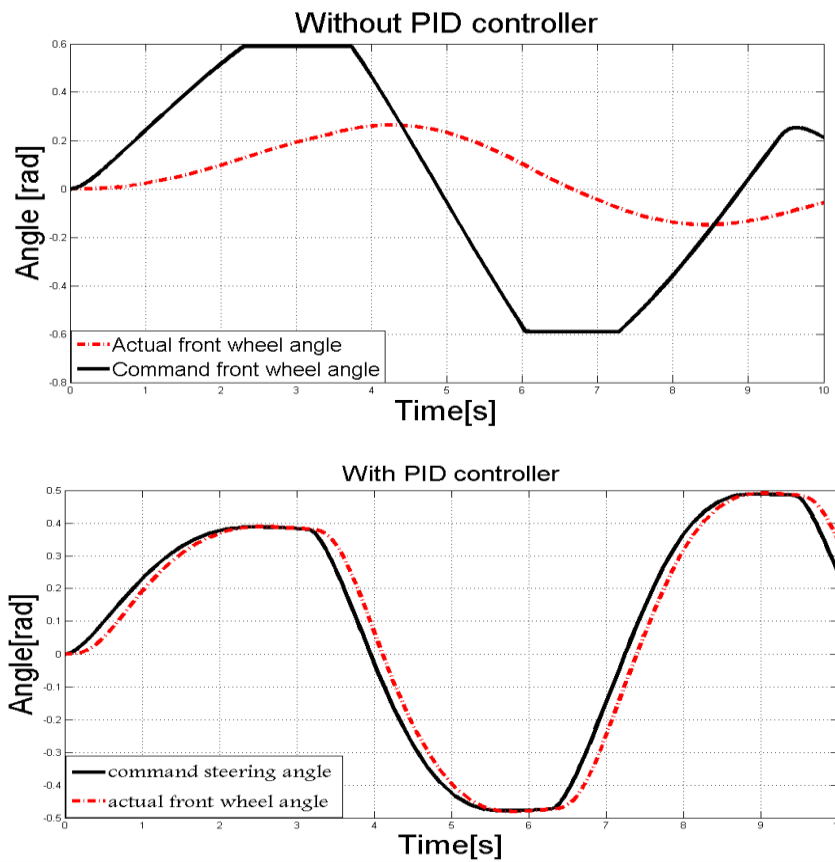 Without PID controller
0.6
0.4
0.2
0
-0.2
-0.4
-0.6
-0.8
Angle [rad]
Actual front wheel angle
Command front wheel angle
0 1 2 3 4 5 6 7 8 9 10
Time[s]
With PID controller
0.5
0.4
0.3
0.2
0.1
0
-0.1
-0.2
-0.3
-0.4
-0.5
Angle[rad]
command steering angle
actual front wheel angle
0 1 2 3 4 5 6 7 8 9
Time[s]